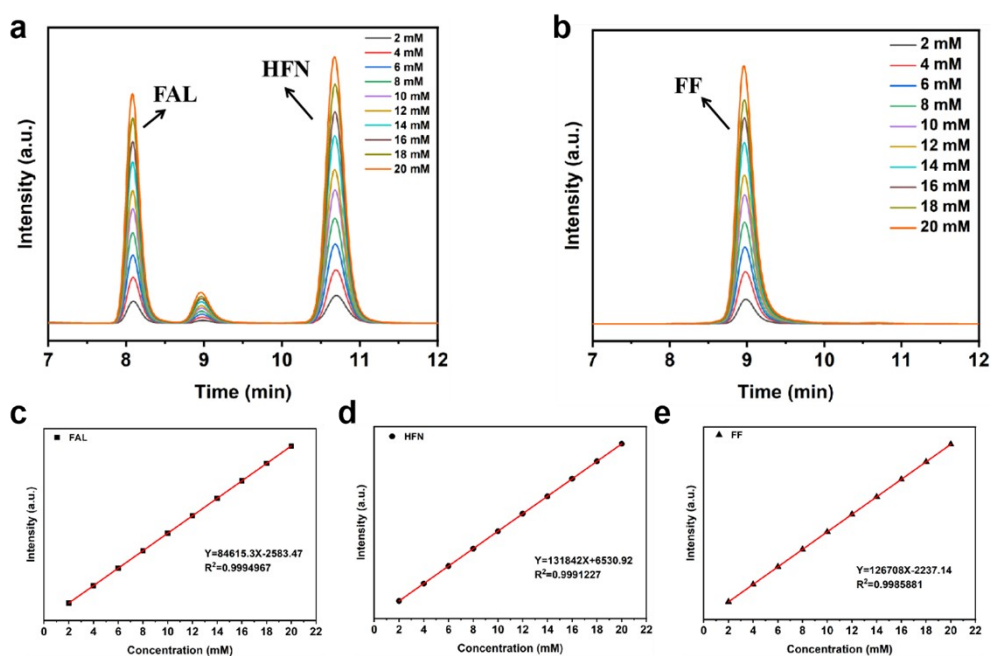 a
2 mM
4 mM
6 mM
8 mM
10 mM
12 mM
14 mM
16 mM
18 mM
20 mM
FAL
HFN
Intensity (a.u.)
7 8 9 10 11 12
Time (min)
b
2 mM
4 mM
6 mM
8 mM
10 mM
12 mM
14 mM
16 mM
18 mM
20 mM
FF
Intensity (a.u.)
7 8 9 10 11 12
Time (min)
c
FAL
Intensity (a.u.)
Y=84615.3X-2583.47
R²=0.9994967
0 2 4 6 8 10 12 14 16 18 20 22
Concentration (mM)
d
HFN
Intensity (a.u.)
Y=131842X+6530.92
R²=0.9991227
0 2 4 6 8 10 12 14 16 18 20 22
Concentration (mM)
e
FF
Intensity (a.u.)
Y=126708X-2237.14
R²=0.9985881
0 2 4 6 8 10 12 14 16 18 20 22
Concentration (mM)